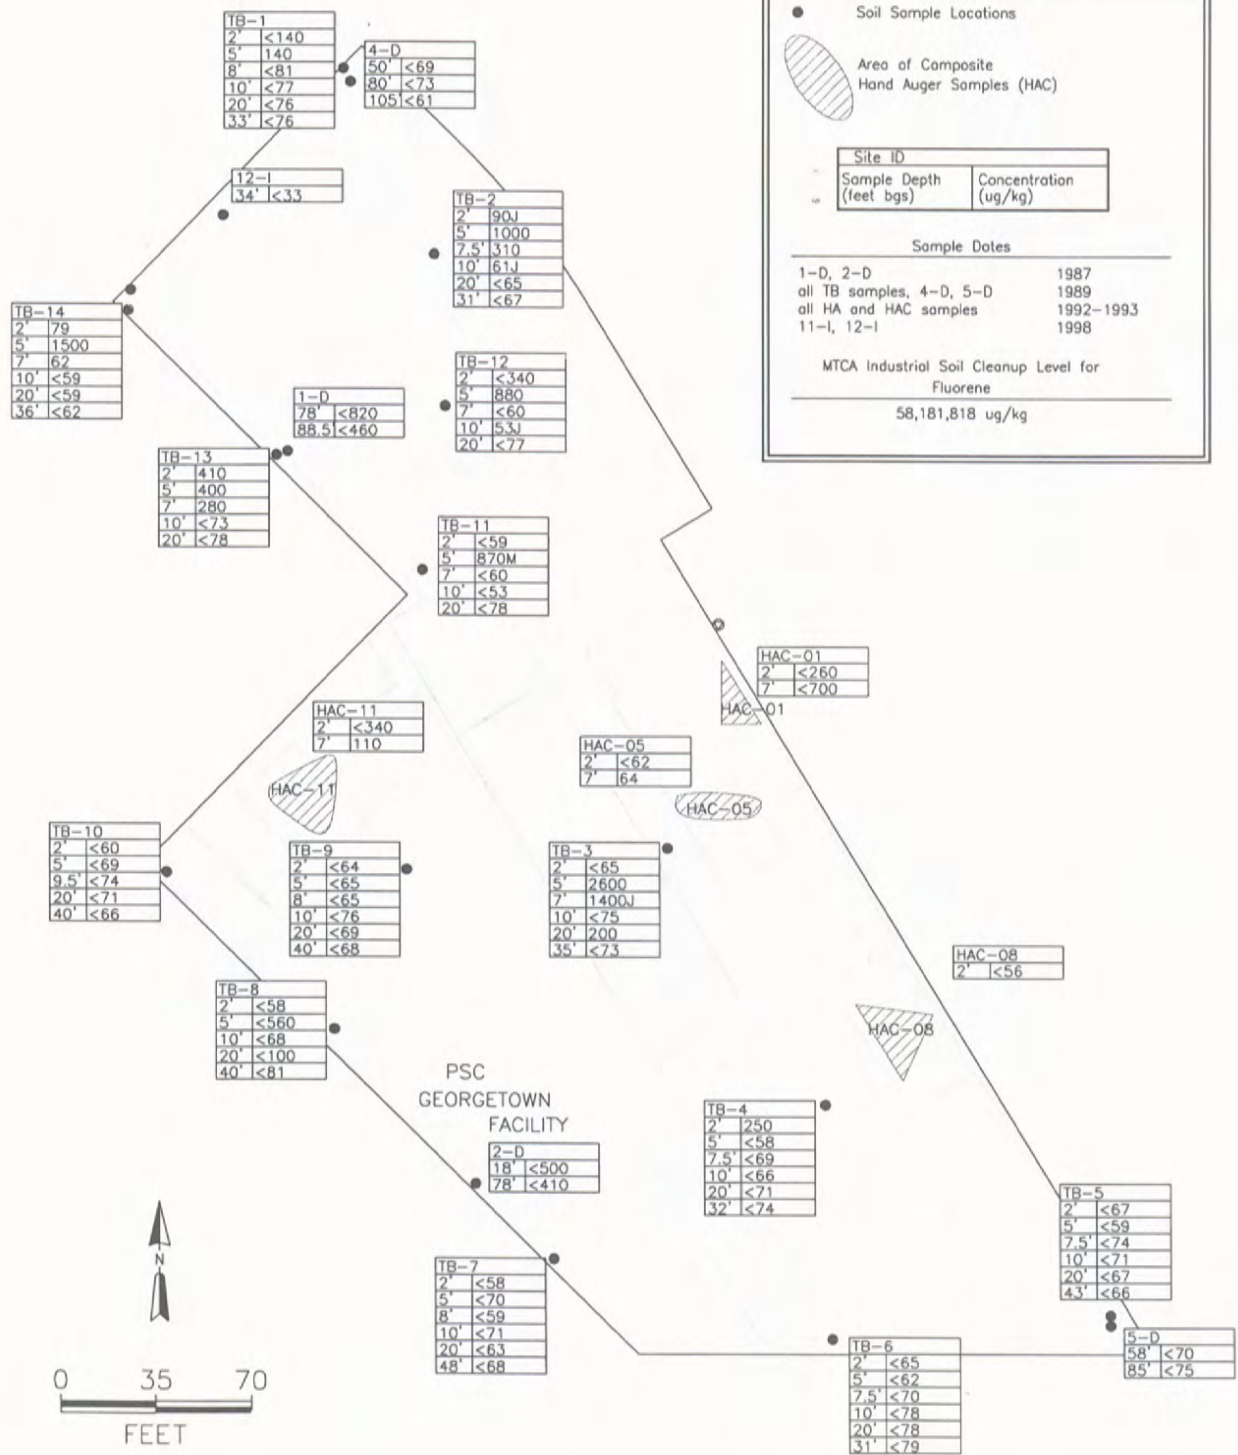 Soil Sample Locations
Area of Composite
Hand Auger Samples (HAC)
Site ID
Sample Depth (feet bgs) Concentration (ug/kg)
Sample Dates
1-D, 2-D 1987
all TB samples, 4-D, 5-D 1989
all HA and HAC samples 1992-1993
11-I, 12-I 1998
MTCA Industrial Soil Cleanup Level for
Fluorene
58,181,818 ug/kg
TB-1
2' <140
5' 140
8' <81
10' <77
20' <76
33' <76
4-D
50' <69
80' <73
105' <61
12-I
34' <33
TB-2
2' 90J
5' 1000
7.5' 310
10' 61J
20' <65
31' <67
TB-14
2' 79
5' 1500
7' 62
10' <59
20' <59
36' <62
TB-12
2' <340
5' 880
7' <60
10' 53J
20' <77
1-D
78' <820
88.5' <460
TB-13
2' 410
5' 400
7' 280
10' <73
20' <78
TB-11
2' <59
5' 870M
7' <60
10' <53
20' <78
HAC-01
2' <260
7' <700
HAC-01
HAC-11
2' <340
7' 110
HAC-11
HAC-05
2' <62
7' 64
HAC-05
TB-10
2' <60
5' <69
9.5' <74
20' <71
40' <66
TB-9
2' <64
5' <65
8' <65
10' <76
20' <69
40' <68
TB-3
2' <65
5' 2600
7' 1400J
10' <75
20' 200
35' <73
HAC-08
2' <56
HAC-08
TB-8
2' <58
5' <560
10' <68
20' <100
40' <81
PSC
GEORGETOWN
FACILITY
2-D
18' <500
78' <410
TB-4
2' 250
5' <58
7.5' <69
10' <66
20' <71
32' <74
TB-5
2' <67
5' <59
7.5' <74
10' <71
20' <67
43' <66
TB-7
2' <58
5' <70
8' <59
10' <71
20' <63
48' <68
5-D
58' <70
85' <75
TB-6
2' <65
5' <62
7.5' <70
10' <78
20' <78
31' <79
N
0 35 70
FEET